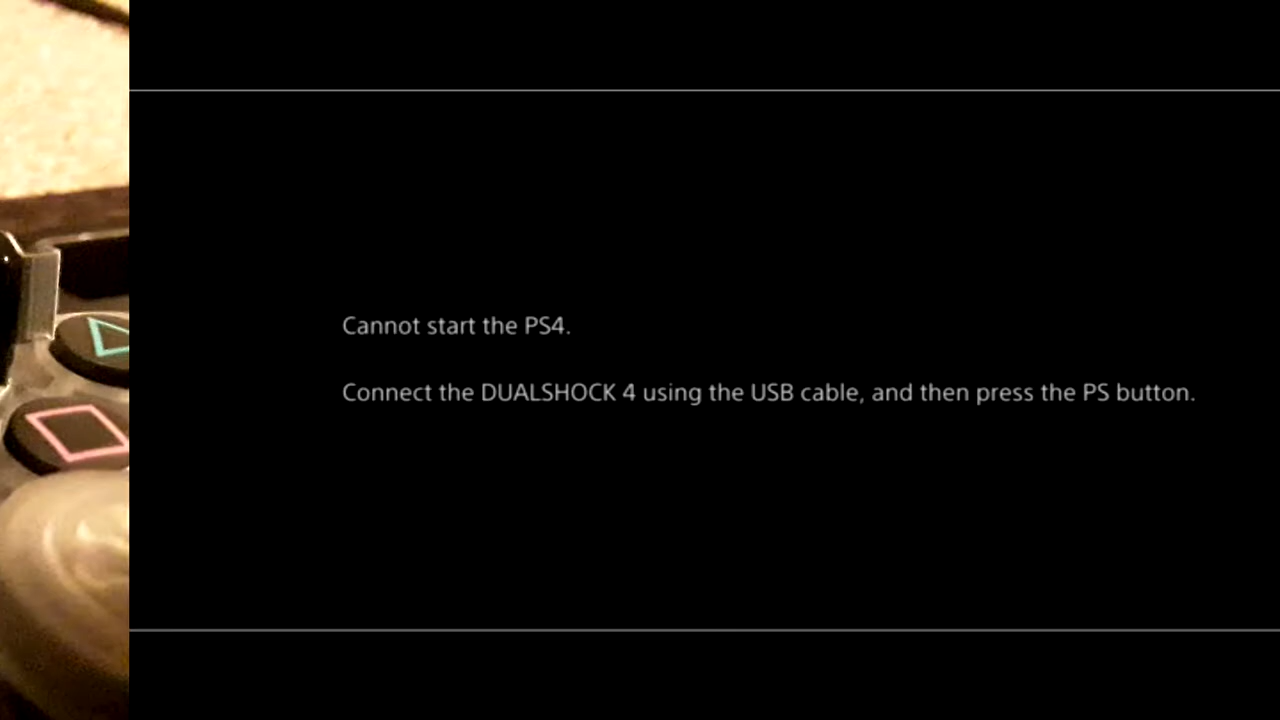 Cannot start the PS4.
Connect the DUALSHOCK 4 using the USB cable, and then press the PS button.